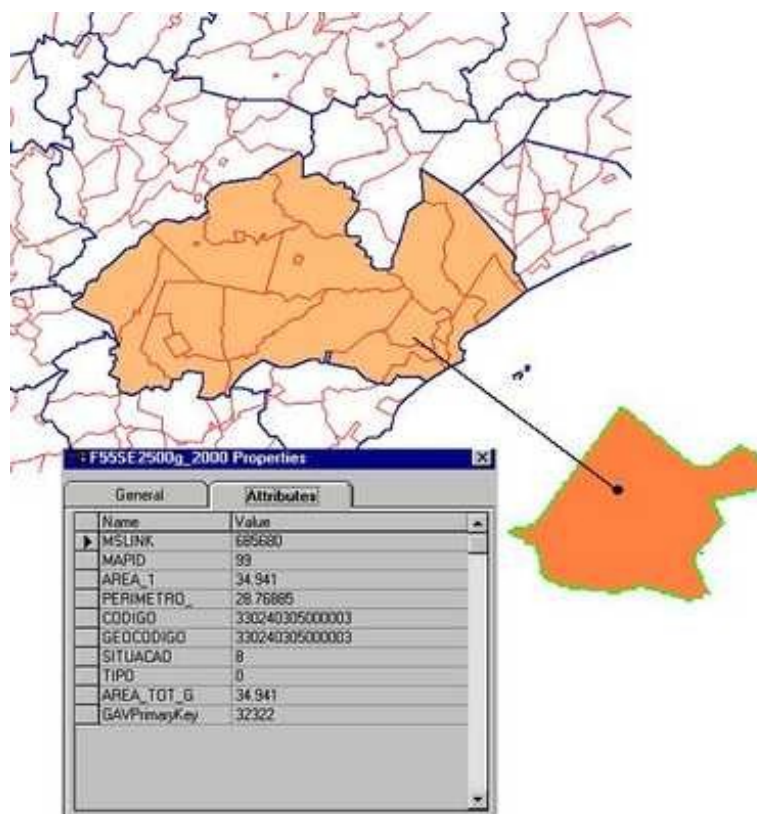 F55SE2500g_2000 Properties
General Attributes
Name Value
MSLINK 685680
MAPID 99
AREA_1 34.941
PERIMETRO_ 28.76885
CODIGO 330240305000003
GEOCODIGO 330240305000003
SITUACAO 8
TIPO 0
AREA_TOT_G 34.941
GAVPrimaryKey 32322